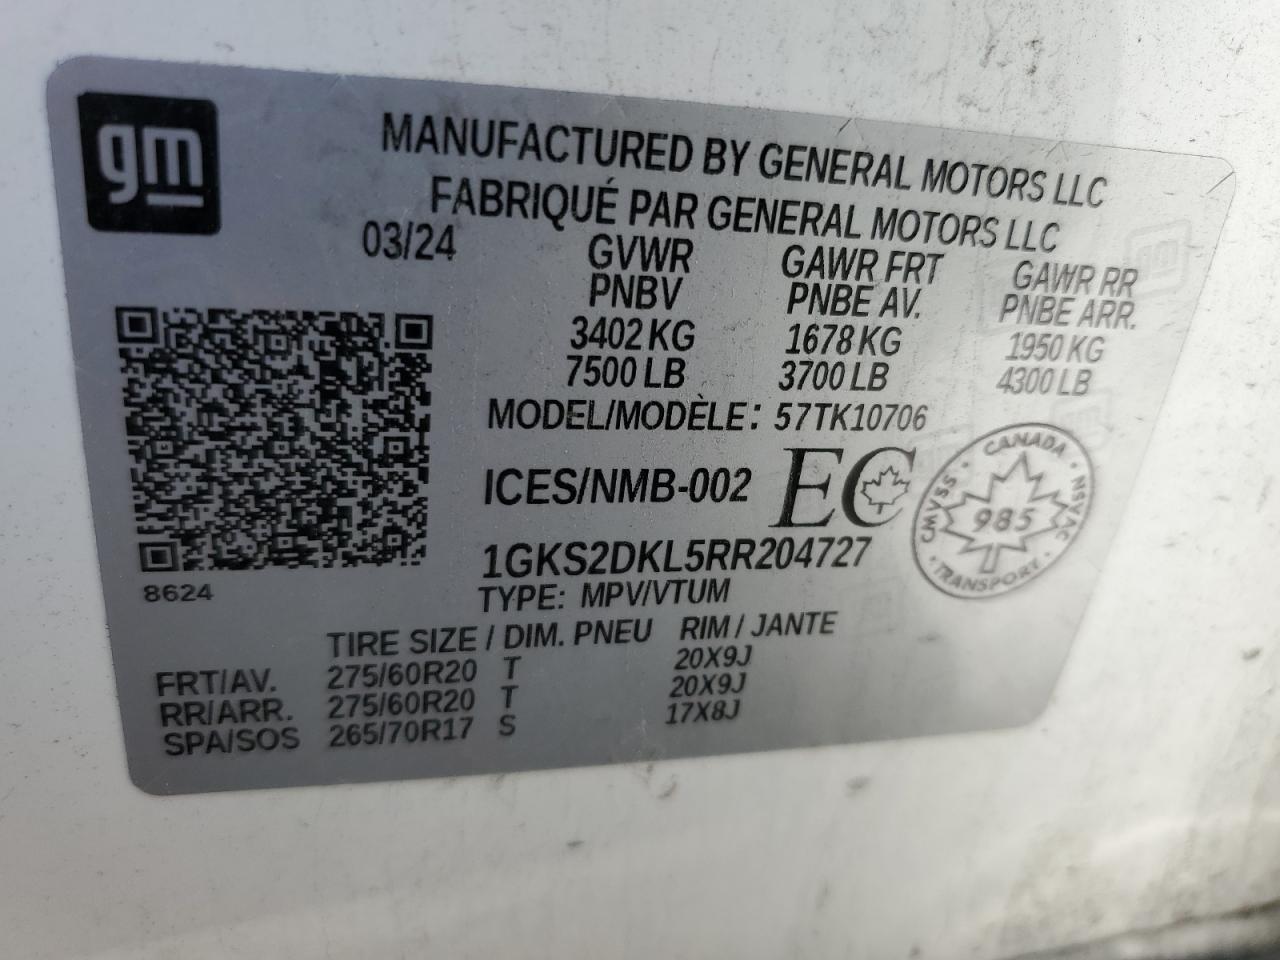 gm
MANUFACTURED BY GENERAL MOTORS LLC
FABRIQUÉ PAR GENERAL MOTORS LLC
03/24 GVWR GAWR FRT GAWR RR
PNBV PNBE AV. PNBE ARR.
3402 KG 1678 KG 1950 KG
7500 LB 3700 LB 4300 LB
MODEL/MODÈLE: 57TK10706
ICES/NMB-002 EC
CANADA · NSVAC · TRANSPORT · CMVSS ·
985
1GKS2DKL5RR204727
8624
TYPE: MPV/VTUM
TIRE SIZE / DIM. PNEU RIM / JANTE
FRT/AV. 275/60R20 T 20X9J
RR/ARR. 275/60R20 T 20X9J
SPA/SOS 265/70R17 S 17X8J